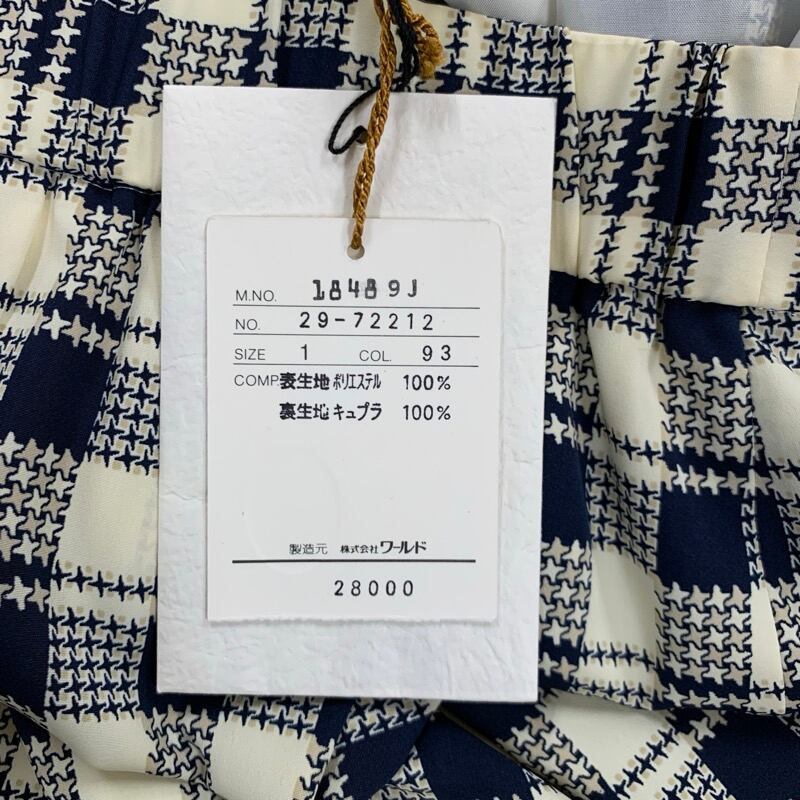 M.NO. 18489J
NO. 29-72212
SIZE 1 COL. 93
COMP. 表生地 ポリエステル 100%
裏生地 キュプラ 100%
製造元 株式会社ワールド
28000